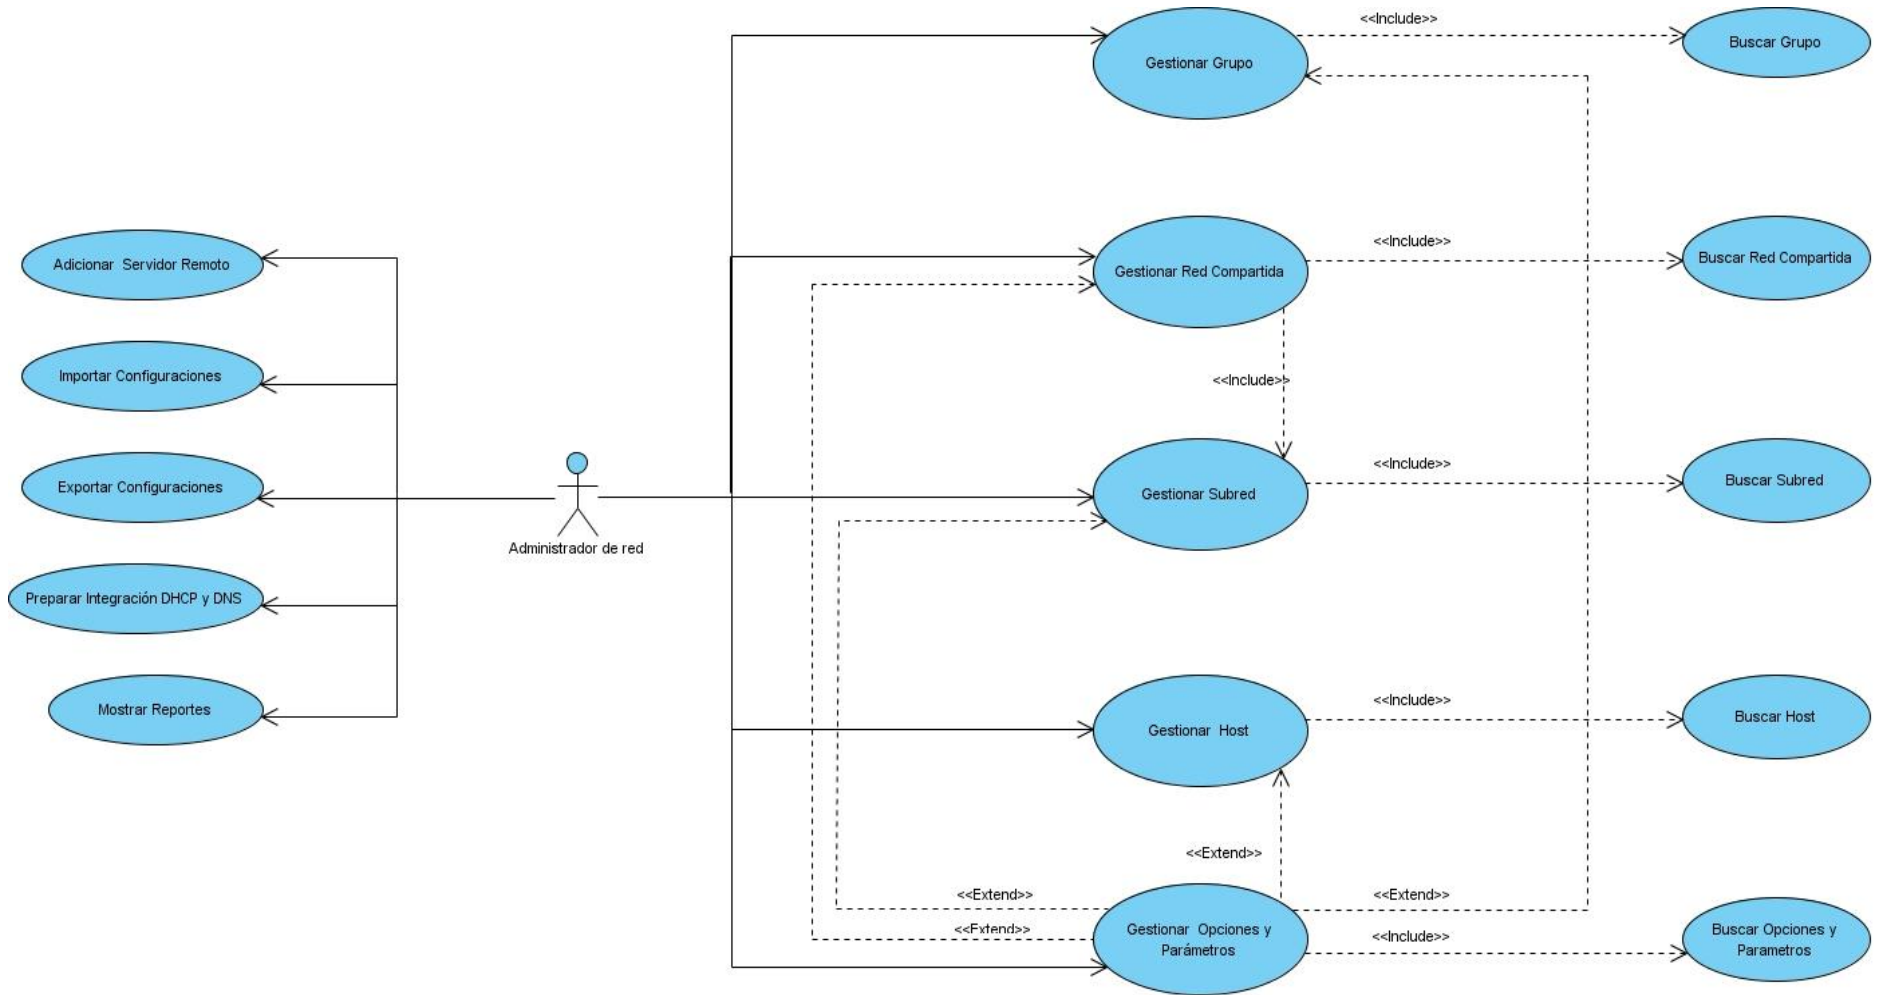 <<Include>>
Gestionar Grupo
Buscar Grupo
Adicionar Servidor Remoto
Gestionar Red Compartida
<<Include>>
Buscar Red Compartida
Importar Configuraciones
<<Include>>
Exportar Configuraciones
Administrador de red
Gestionar Subred
<<Include>>
Buscar Subred
Preparar Integración DHCP y DNS
Mostrar Reportes
Gestionar Host
<<Include>>
Buscar Host
<<Extend>>
<<Extend>>
<<Extend>>
<<Extend>>
Gestionar Opciones y
Parámetros
<<Include>>
Buscar Opciones y
Parametros